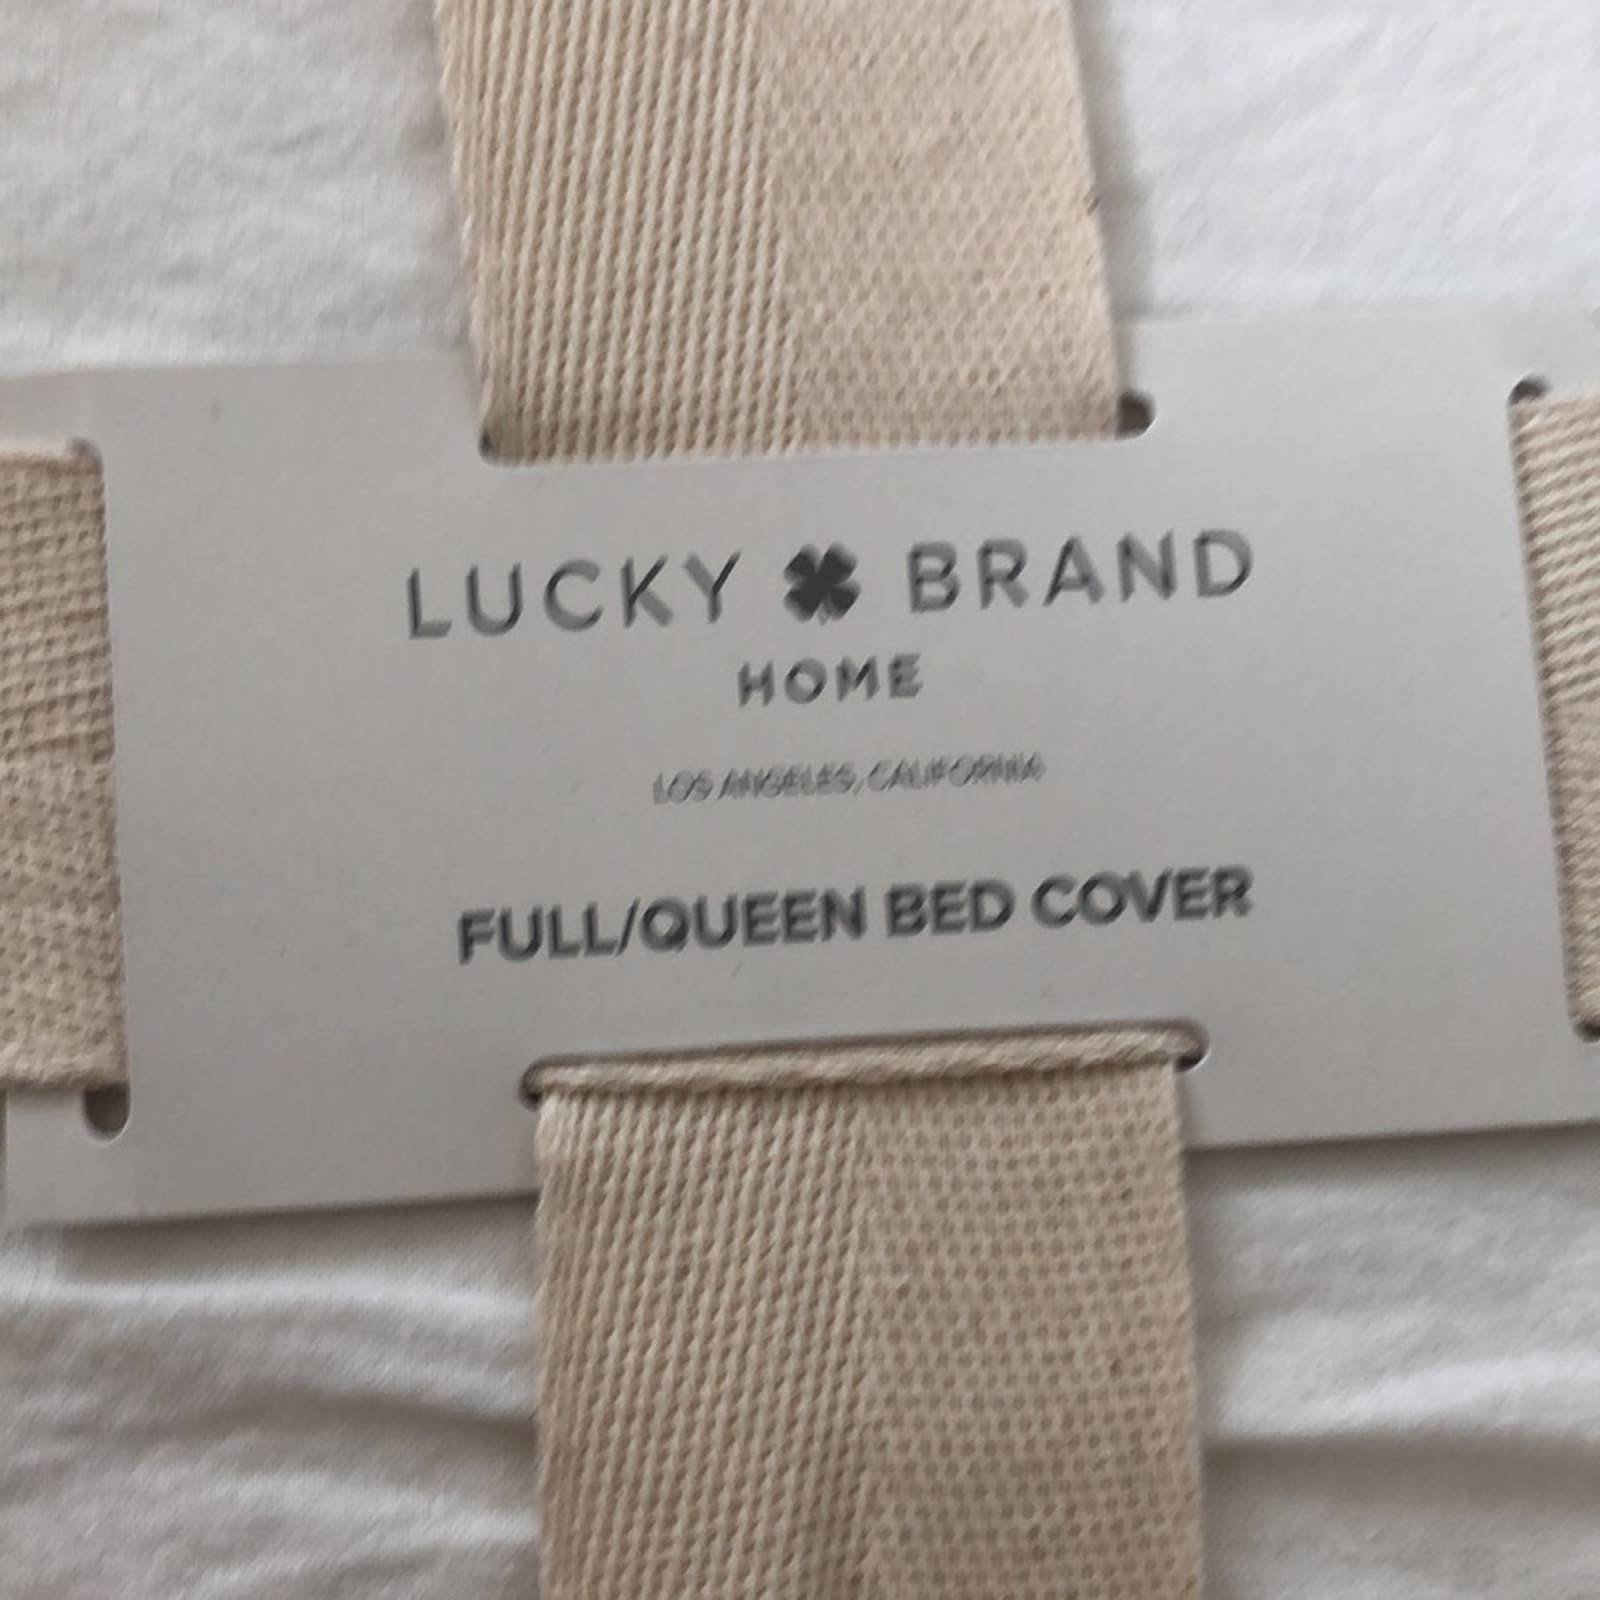 LUCKY BRAND
HOME
LOS ANGELES, CALIFORNIA
FULL/QUEEN BED COVER